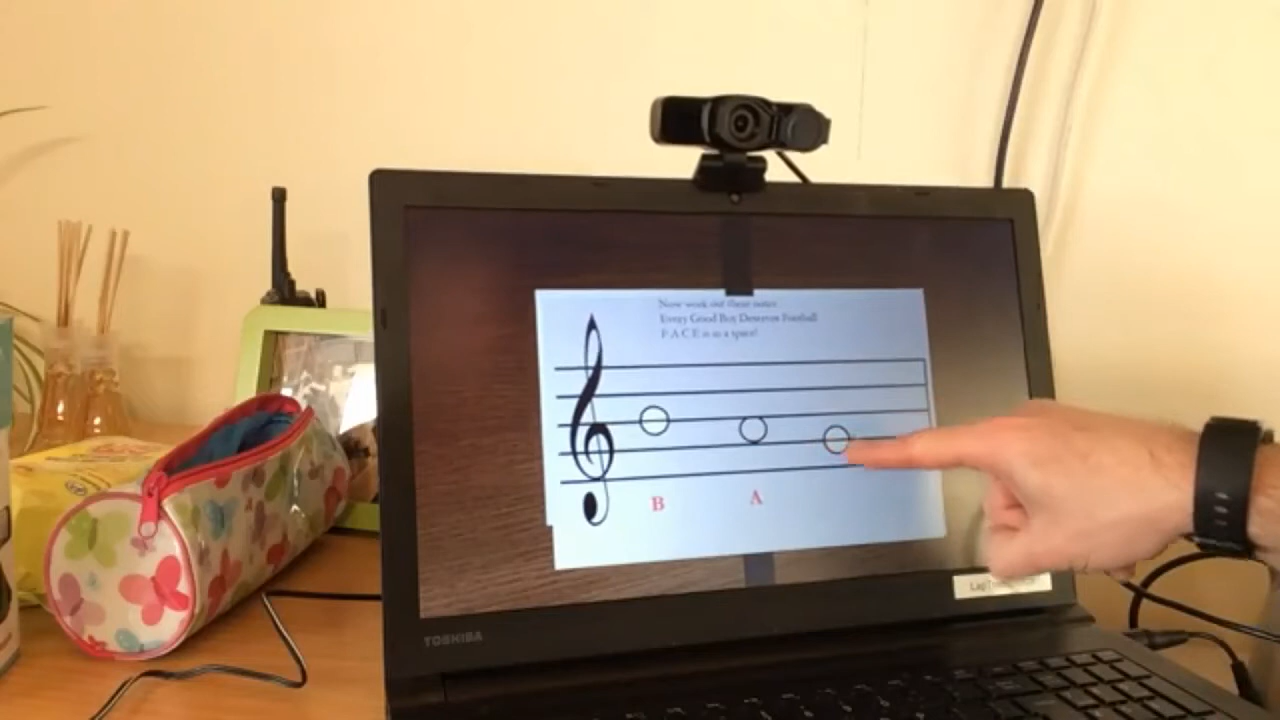 Now work out these notes
Every Good Boy Deserves Football
F A C E is in a space!
B A
TOSHIBA